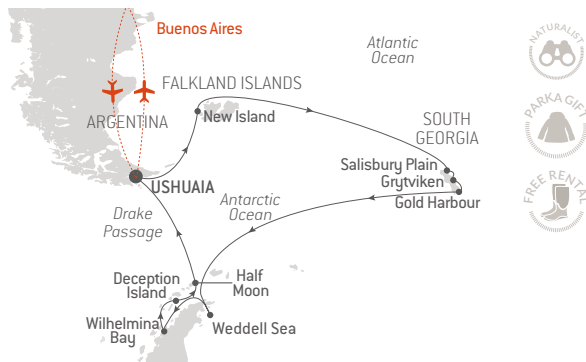 Buenos Aires
Atlantic
Ocean
NATURALIST
FALKLAND ISLANDS
ARGENTINA
New Island
SOUTH
GEORGIA
PARKA GIFT
Salisbury Plain
Grytviken
Gold Harbour
USHUAIA
Antarctic
Ocean
Drake
Passage
FREE RENTAL
Deception
Island
Half
Moon
Wilhelmina
Bay
Weddell Sea